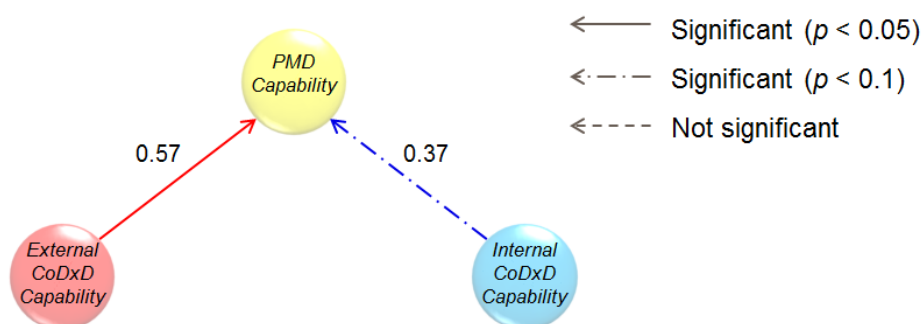 Significant (p < 0.05)
Significant (p < 0.1)
Not significant
PMD
Capability
0.57
0.37
External
CoDxD
Capability
Internal
CoDxD
Capability